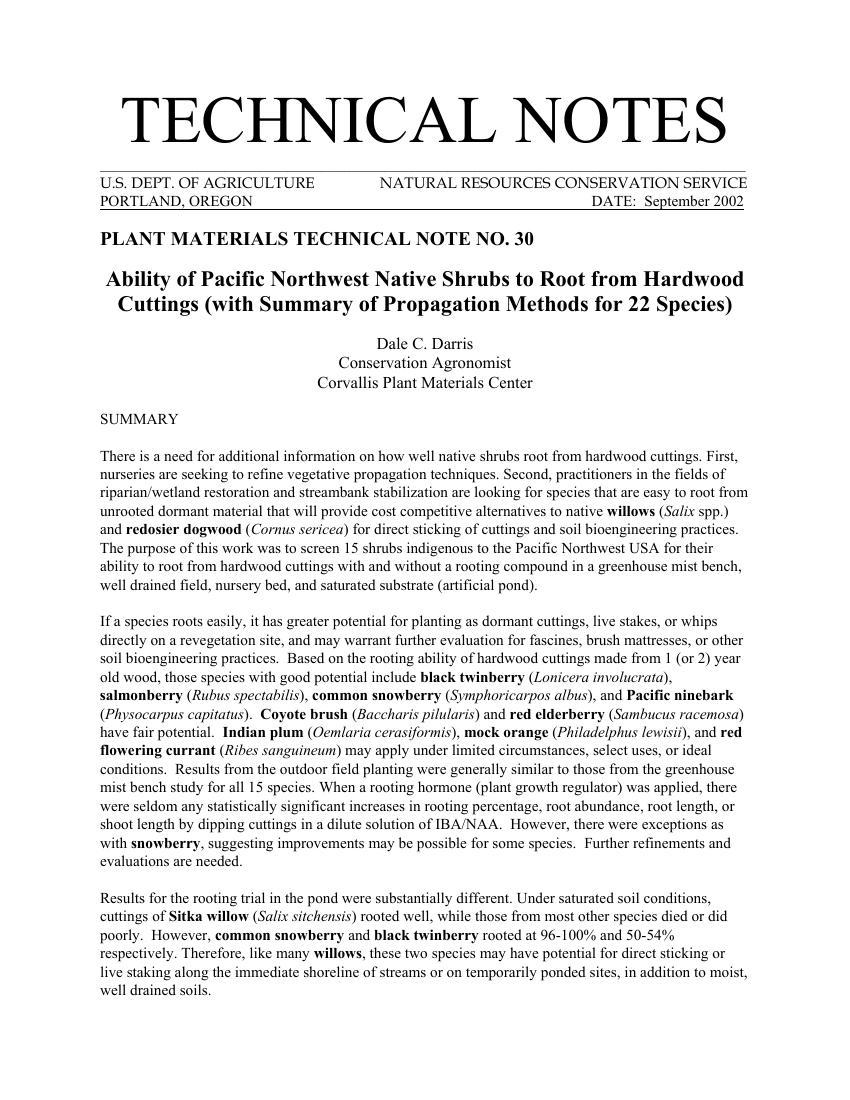 TECHNICAL NOTES
U.S. DEPT. OF AGRICULTURE NATURAL RESOURCES CONSERVATION SERVICE
PORTLAND, OREGON DATE: September 2002
PLANT MATERIALS TECHNICAL NOTE NO. 30
Ability of Pacific Northwest Native Shrubs to Root from Hardwood
Cuttings (with Summary of Propagation Methods for 22 Species)
Dale C. Darris
Conservation Agronomist
Corvallis Plant Materials Center
SUMMARY
There is a need for additional information on how well native shrubs root from hardwood cuttings. First,
nurseries are seeking to refine vegetative propagation techniques. Second, practitioners in the fields of
riparian/wetland restoration and streambank stabilization are looking for species that are easy to root from
unrooted dormant material that will provide cost competitive alternatives to native willows (Salix spp.)
and redosier dogwood (Cornus sericea) for direct sticking of cuttings and soil bioengineering practices.
The purpose of this work was to screen 15 shrubs indigenous to the Pacific Northwest USA for their
ability to root from hardwood cuttings with and without a rooting compound in a greenhouse mist bench,
well drained field, nursery bed, and saturated substrate (artificial pond).
If a species roots easily, it has greater potential for planting as dormant cuttings, live stakes, or whips
directly on a revegetation site, and may warrant further evaluation for fascines, brush mattresses, or other
soil bioengineering practices. Based on the rooting ability of hardwood cuttings made from 1 (or 2) year
old wood, those species with good potential include black twinberry (Lonicera involucrata),
salmonberry (Rubus spectabilis), common snowberry (Symphoricarpos albus), and Pacific ninebark
(Physocarpus capitatus). Coyote brush (Baccharis pilularis) and red elderberry (Sambucus racemosa)
have fair potential. Indian plum (Oemlaria cerasiformis), mock orange (Philadelphus lewisii), and red
flowering currant (Ribes sanguineum) may apply under limited circumstances, select uses, or ideal
conditions. Results from the outdoor field planting were generally similar to those from the greenhouse
mist bench study for all 15 species. When a rooting hormone (plant growth regulator) was applied, there
were seldom any statistically significant increases in rooting percentage, root abundance, root length, or
shoot length by dipping cuttings in a dilute solution of IBA/NAA. However, there were exceptions as
with snowberry, suggesting improvements may be possible for some species. Further refinements and
evaluations are needed.
Results for the rooting trial in the pond were substantially different. Under saturated soil conditions,
cuttings of Sitka willow (Salix sitchensis) rooted well, while those from most other species died or did
poorly. However, common snowberry and black twinberry rooted at 96-100% and 50-54%
respectively. Therefore, like many willows, these two species may have potential for direct sticking or
live staking along the immediate shoreline of streams or on temporarily ponded sites, in addition to moist,
well drained soils.